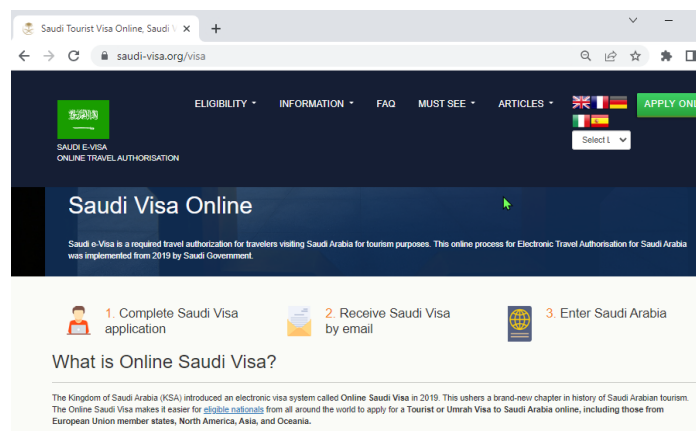 Saudi Tourist Visa Online, Saudi
saudi-visa.org/visa
ELIGIBILITY
INFORMATION
FAQ
MUST SEE
ARTICLES
APPLY ONL
Select L
SAUDI E-VISA
ONLINE TRAVEL AUTHORISATION
Saudi Visa Online
Saudi e-Visa is a required travel authorization for travelers visiting Saudi Arabia for tourism purposes. This online process for Electronic Travel Authorisation for Saudi Arabia
was implemented from 2019 by Saudi Government.
1. Complete Saudi Visa
application
2. Receive Saudi Visa
by email
3. Enter Saudi Arabia
What is Online Saudi Visa?
The Kingdom of Saudi Arabia (KSA) introduced an electronic visa system called Online Saudi Visa in 2019. This ushers a brand-new chapter in history of Saudi Arabian tourism.
The Online Saudi Visa makes it easier for eligible nationals from all around the world to apply for a Tourist or Umrah Visa to Saudi Arabia online, including those from
European Union member states, North America, Asia, and Oceania.